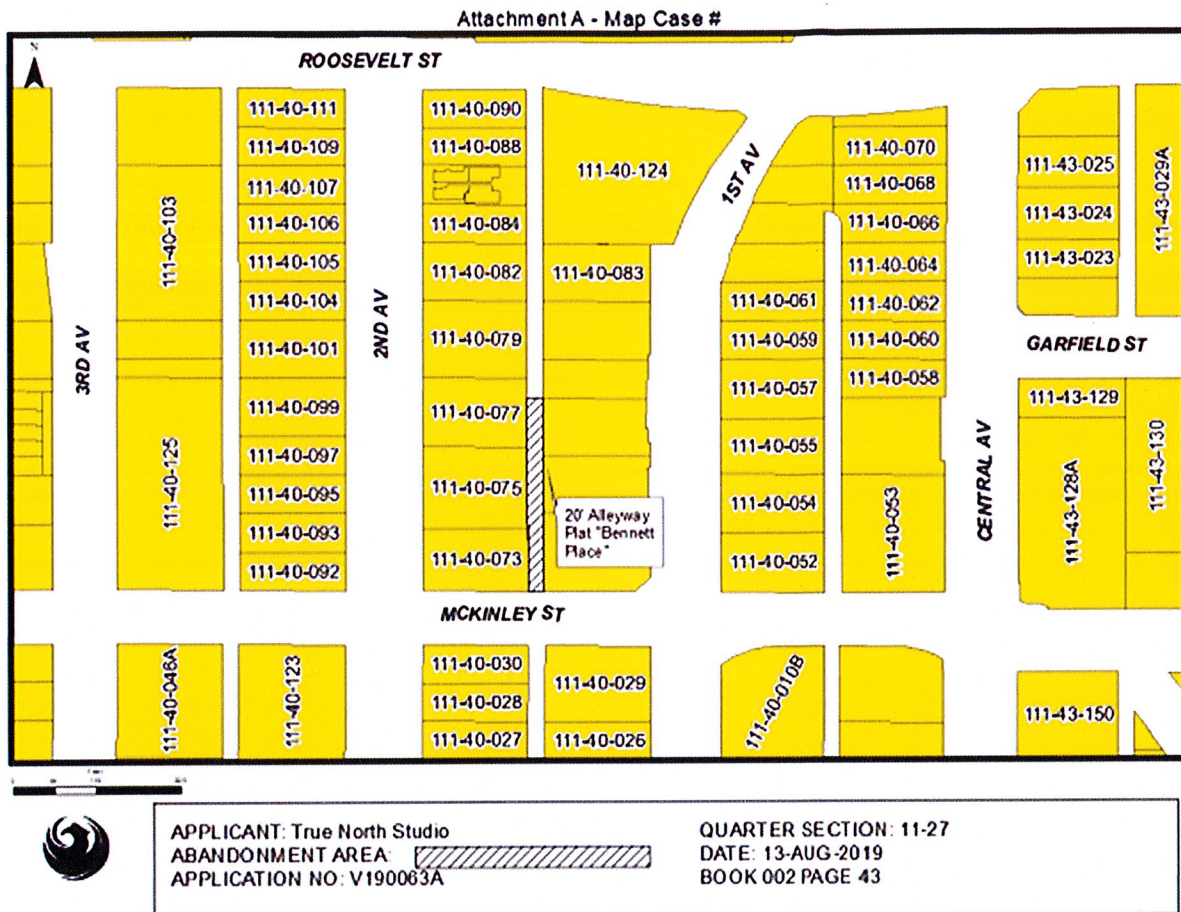 Attachment A - Map Case #
N
ROOSEVELT ST
111-40-111
111-40-109
111-40-107
111-40-106
111-40-105
111-40-104
111-40-101
111-40-099
111-40-097
111-40-095
111-40-093
111-40-092
111-40-103
111-40-125
3RD AV
2ND AV
111-40-090
111-40-088
111-40-084
111-40-082
111-40-079
111-40-077
111-40-075
111-40-073
111-40-124
111-40-083
20' Alleyway
Plat "Bennett
Place"
1ST AV
111-40-061
111-40-059
111-40-057
111-40-055
111-40-054
111-40-052
111-40-070
111-40-068
111-40-066
111-40-064
111-40-062
111-40-060
111-40-058
111-40-053
CENTRAL AV
111-43-025
111-43-024
111-43-023
111-43-029A
GARFIELD ST
111-43-129
111-43-128A
111-43-130
MCKINLEY ST
111-40-046A
111-40-123
111-40-030
111-40-028
111-40-027
111-40-029
111-40-026
111-40-010B
111-43-150
APPLICANT: True North Studio
ABANDONMENT AREA:
APPLICATION NO: V190063A
QUARTER SECTION: 11-27
DATE: 13-AUG-2019
BOOK 002 PAGE 43